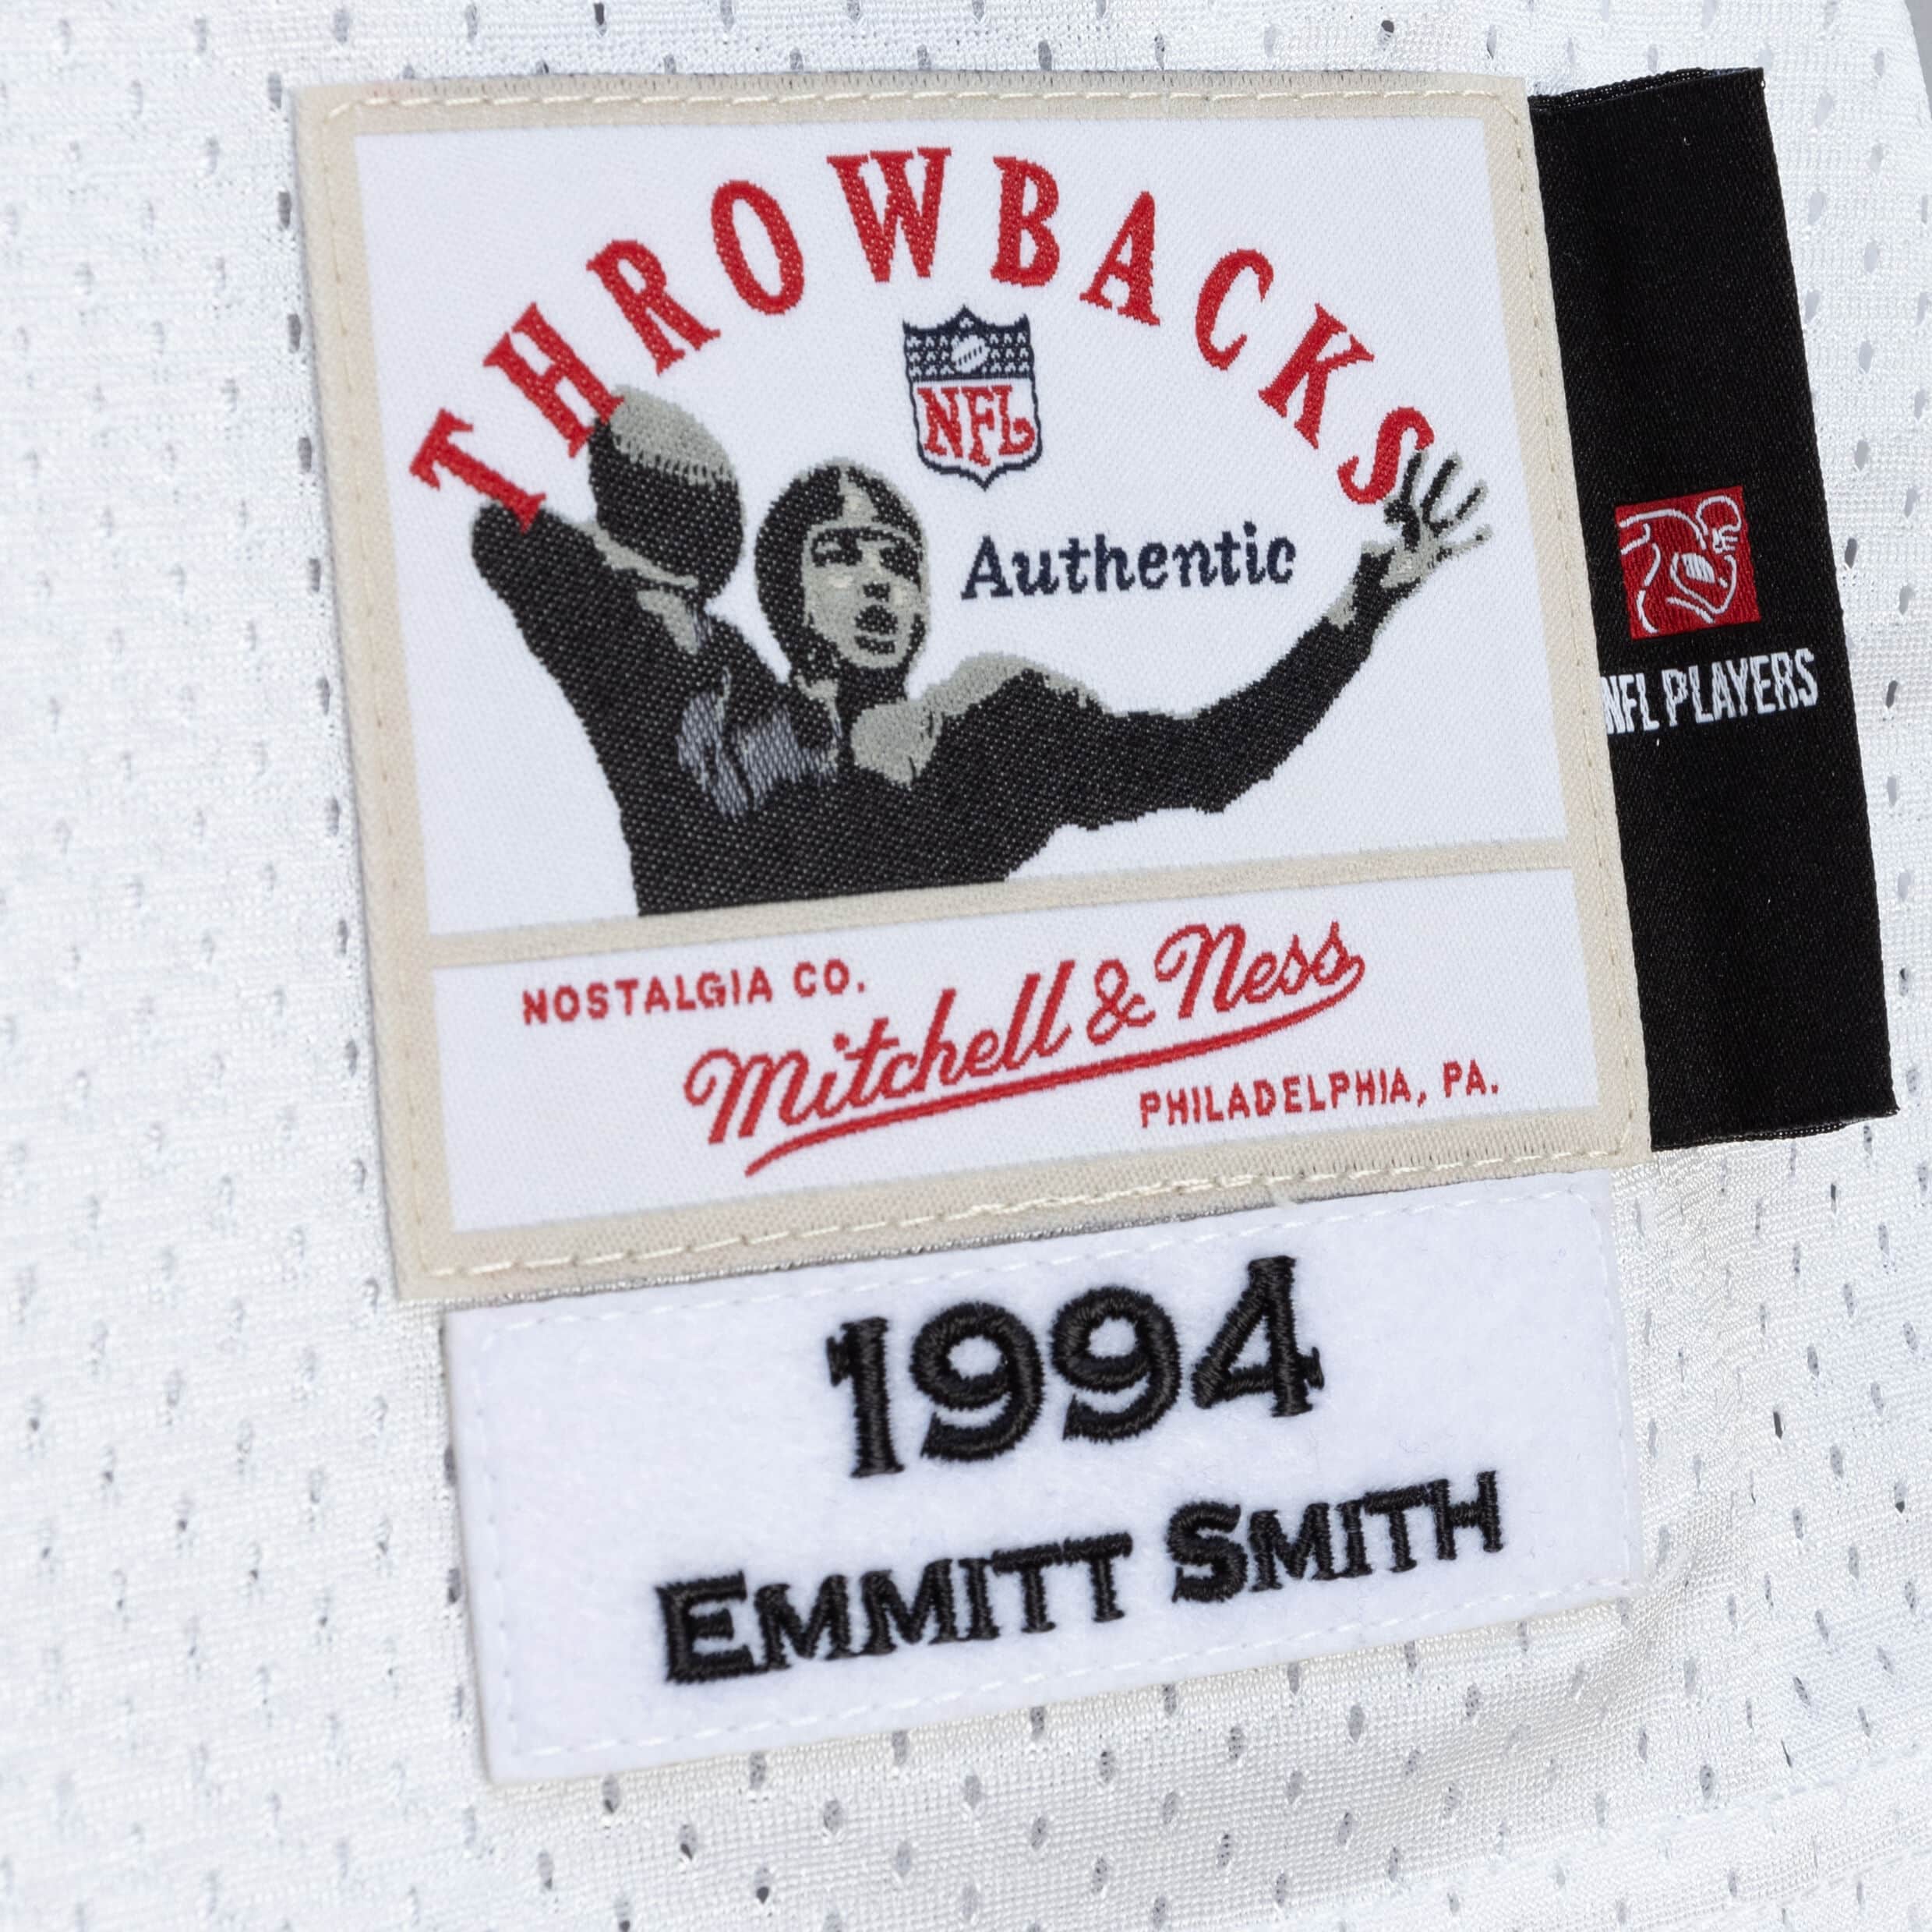 THROWBACKS
NFL
Authentic
NFL PLAYERS
NOSTALGIA CO.
Mitchell & Ness
PHILADELPHIA, PA.
1994
EMMITT SMITH